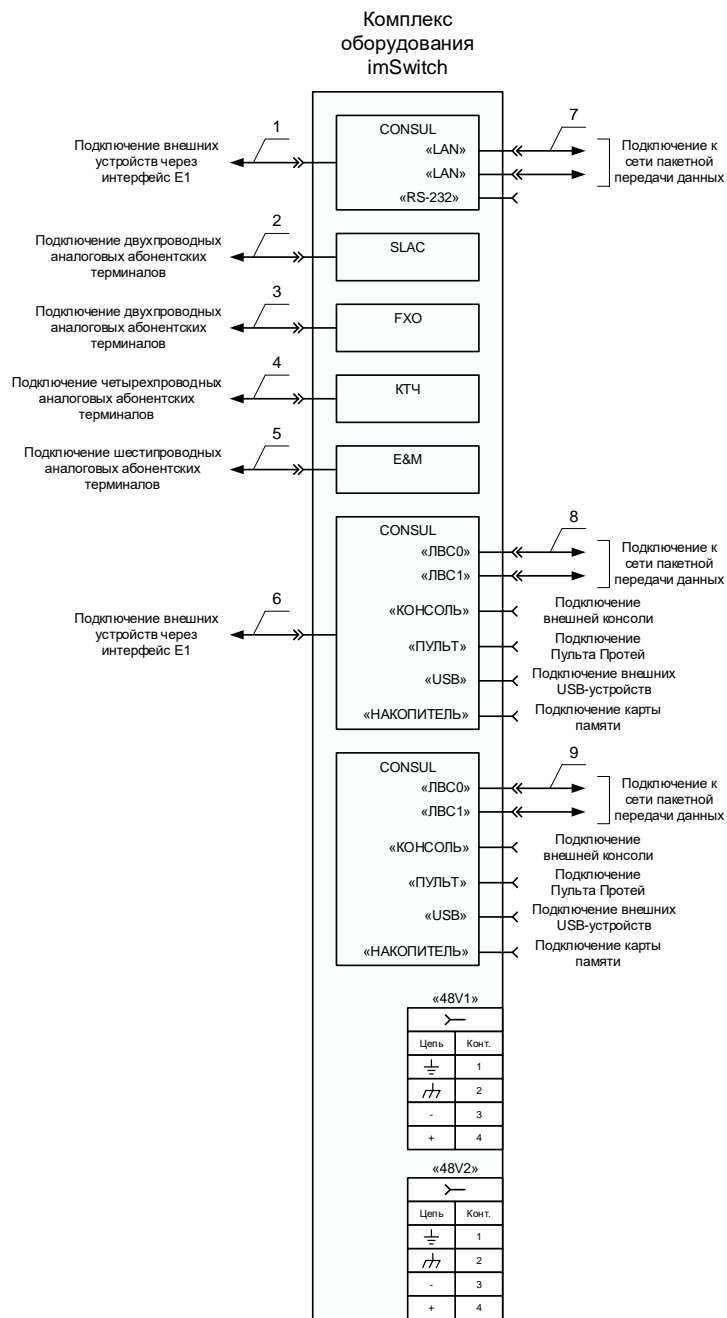 Комплекс
оборудования
imSwitch
1
Подключение внешних
устройств через
интерфейс E1
CONSUL
«LAN»
«LAN»
«RS-232»
7
Подключение к
сети пакетной
передачи данных
2
Подключение двухпроводных
аналоговых абонентских
терминалов
SLAC
3
Подключение двухпроводных
аналоговых абонентских
терминалов
FXO
4
Подключение четырехпроводных
аналоговых абонентских
терминалов
КТЧ
5
Подключение шестипроводных
аналоговых абонентских
терминалов
E&M
6
Подключение внешних
устройств через
интерфейс E1
CONSUL
«ЛВС0»
«ЛВС1»
«КОНСОЛЬ»
«ПУЛЬТ»
«USB»
«НАКОПИТЕЛЬ»
8
Подключение к
сети пакетной
передачи данных
Подключение
внешней консоли
Подключение
Пульта Протей
Подключение внешних
USB-устройств
Подключение карты
памяти
CONSUL
«ЛВС0»
«ЛВС1»
«КОНСОЛЬ»
«ПУЛЬТ»
«USB»
«НАКОПИТЕЛЬ»
9
Подключение к
сети пакетной
передачи данных
Подключение
внешней консоли
Подключение
Пульта Протей
Подключение внешних
USB-устройств
Подключение карты
памяти
«48V1»
Цепь Конт.
1
2
- 3
+ 4
«48V2»
Цепь Конт.
1
2
- 3
+ 4